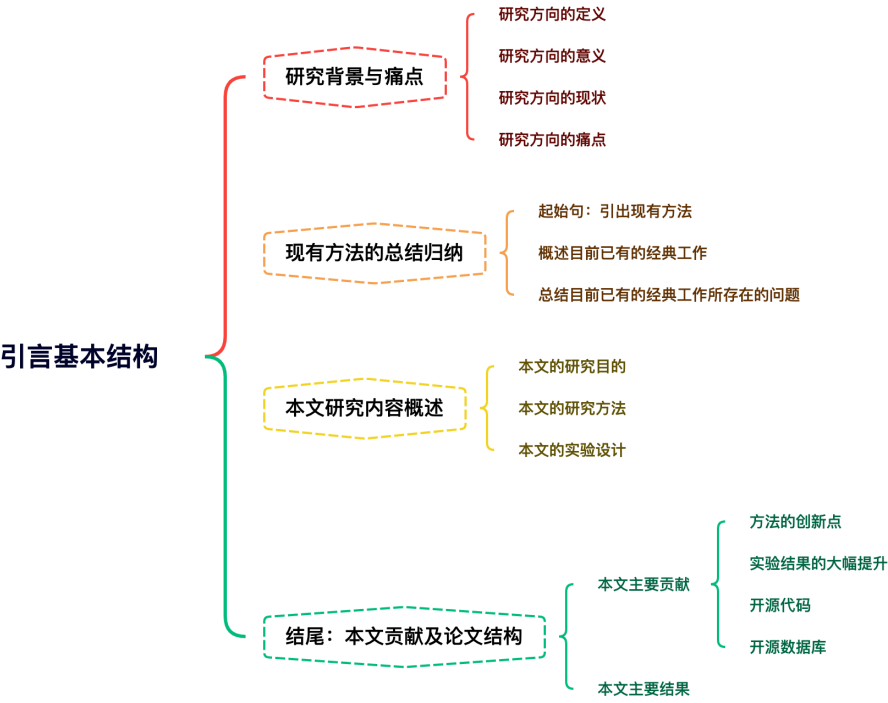 引言基本结构
研究背景与痛点
研究方向的定义
研究方向的意义
研究方向的现状
研究方向的痛点
现有方法的总结归纳
起始句：引出现有方法
概述目前已有的经典工作
总结目前已有的经典工作所存在的问题
本文研究内容概述
本文的研究目的
本文的研究方法
本文的实验设计
结尾：本文贡献及论文结构
本文主要贡献
方法的创新点
实验结果的大幅提升
开源代码
开源数据库
本文主要结果